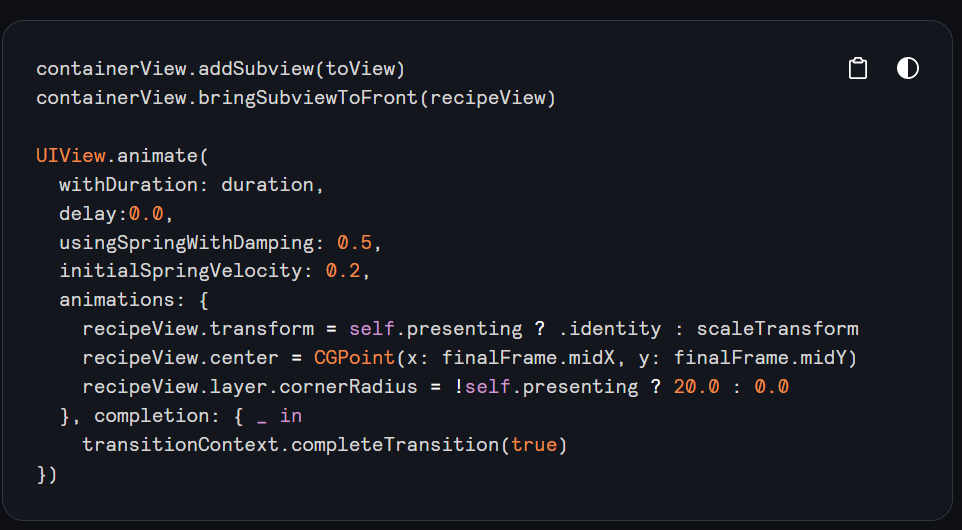 containerView.addSubview(toView)
containerView.bringSubviewToFront(recipeView)

UIView.animate(
  withDuration: duration,
  delay:0.0,
  usingSpringWithDamping: 0.5,
  initialSpringVelocity: 0.2,
  animations: {
    recipeView.transform = self.presenting ? .identity : scaleTransform
    recipeView.center = CGPoint(x: finalFrame.midX, y: finalFrame.midY)
    recipeView.layer.cornerRadius = !self.presenting ? 20.0 : 0.0
  }, completion: { _ in
    transitionContext.completeTransition(true)
})